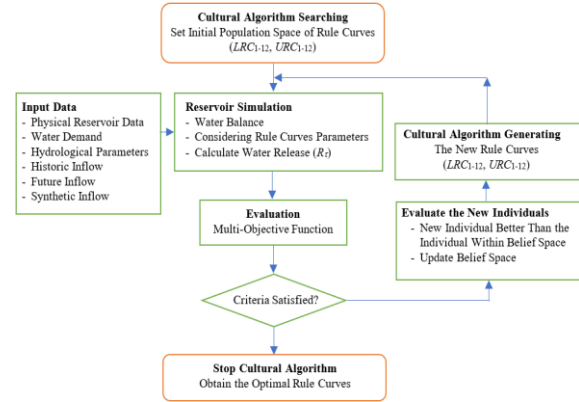 Cultural Algorithm Searching
Set Initial Population Space of Rule Curves
(LRC1-12, URC1-12)
Input Data
- Physical Reservoir Data
- Water Demand
- Hydrological Parameters
- Historic Inflow
- Future Inflow
- Synthetic Inflow
Reservoir Simulation
- Water Balance
- Considering Rule Curves Parameters
- Calculate Water Release (Rτ)
Cultural Algorithm Generating
The New Rule Curves
(LRC1-12, URC1-12)
Evaluation
Multi-Objective Function
Evaluate the New Individuals
- New Individual Better Than the
Individual Within Belief Space
- Update Belief Space
Criteria Satisfied?
Stop Cultural Algorithm
Obtain the Optimal Rule Curves